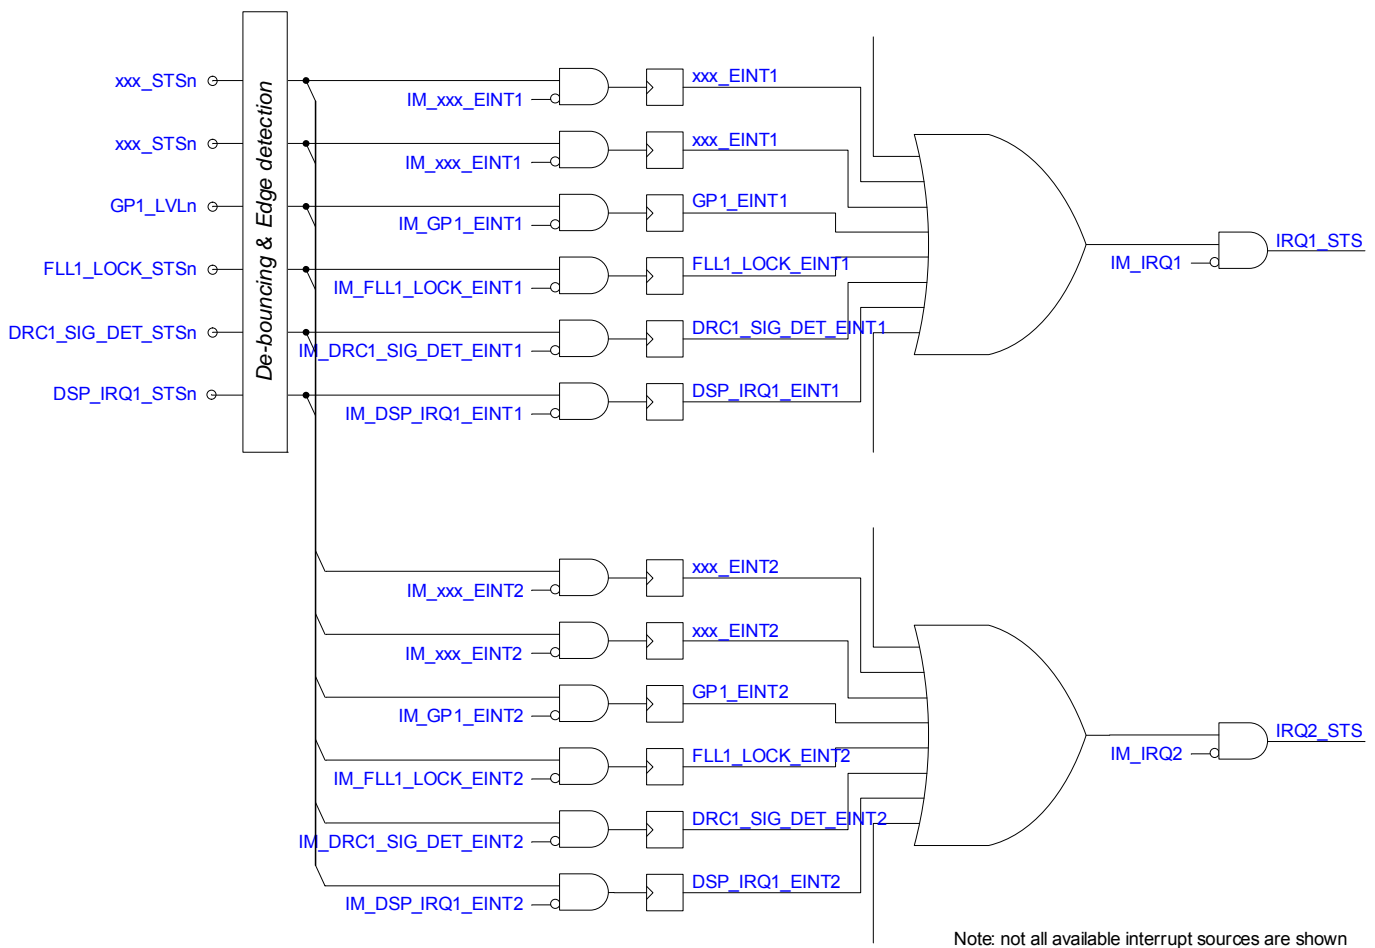 xxx_STSn
xxx_STSn
GP1_LVLn
FLL1_LOCK_STSn
DRC1_SIG_DET_STSn
DSP_IRQ1_STSn
De-bouncing & Edge detection
IM_xxx_EINT1
xxx_EINT1
IM_xxx_EINT1
xxx_EINT1
IM_GP1_EINT1
GP1_EINT1
IM_FLL1_LOCK_EINT1
FLL1_LOCK_EINT1
IM_DRC1_SIG_DET_EINT1
DRC1_SIG_DET_EINT1
IM_DSP_IRQ1_EINT1
DSP_IRQ1_EINT1
IM_IRQ1
IRQ1_STS
IM_xxx_EINT2
xxx_EINT2
IM_xxx_EINT2
xxx_EINT2
IM_GP1_EINT2
GP1_EINT2
IM_FLL1_LOCK_EINT2
FLL1_LOCK_EINT2
IM_DRC1_SIG_DET_EINT2
DRC1_SIG_DET_EINT2
IM_DSP_IRQ1_EINT2
DSP_IRQ1_EINT2
IM_IRQ2
IRQ2_STS
Note: not all available interrupt sources are shown